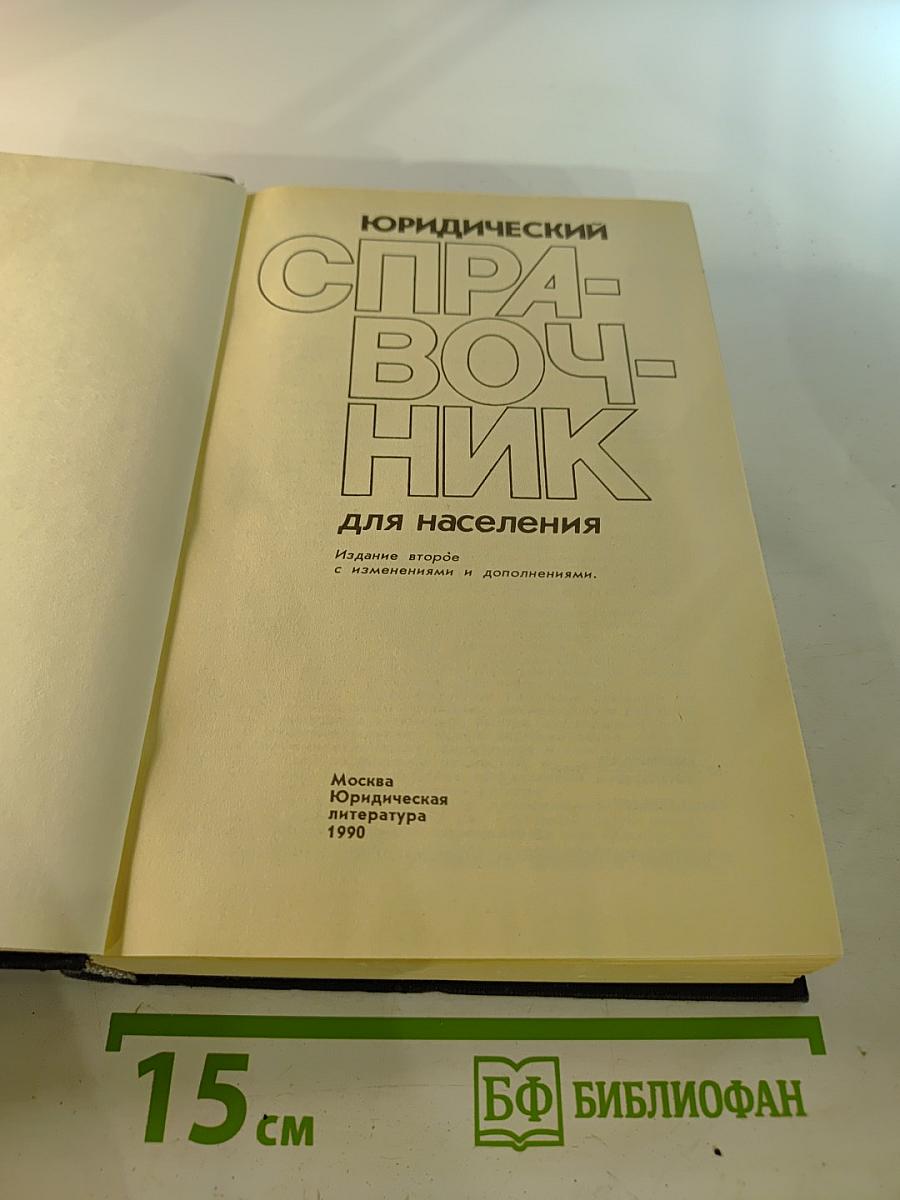 ЮРИДИЧЕСКИЙ
СПРА-
ВОЧ-
НИК
для населения
Издание второе
с изменениями и дополнениями.
Москва
Юридическая
литература
1990
15 см
БФ БИБЛИОФАН